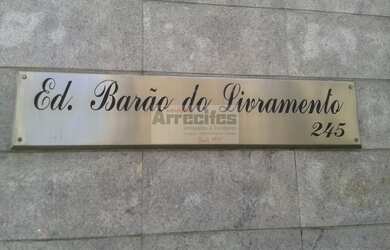 Ed. Barão do Livramento
Arrecifes
245